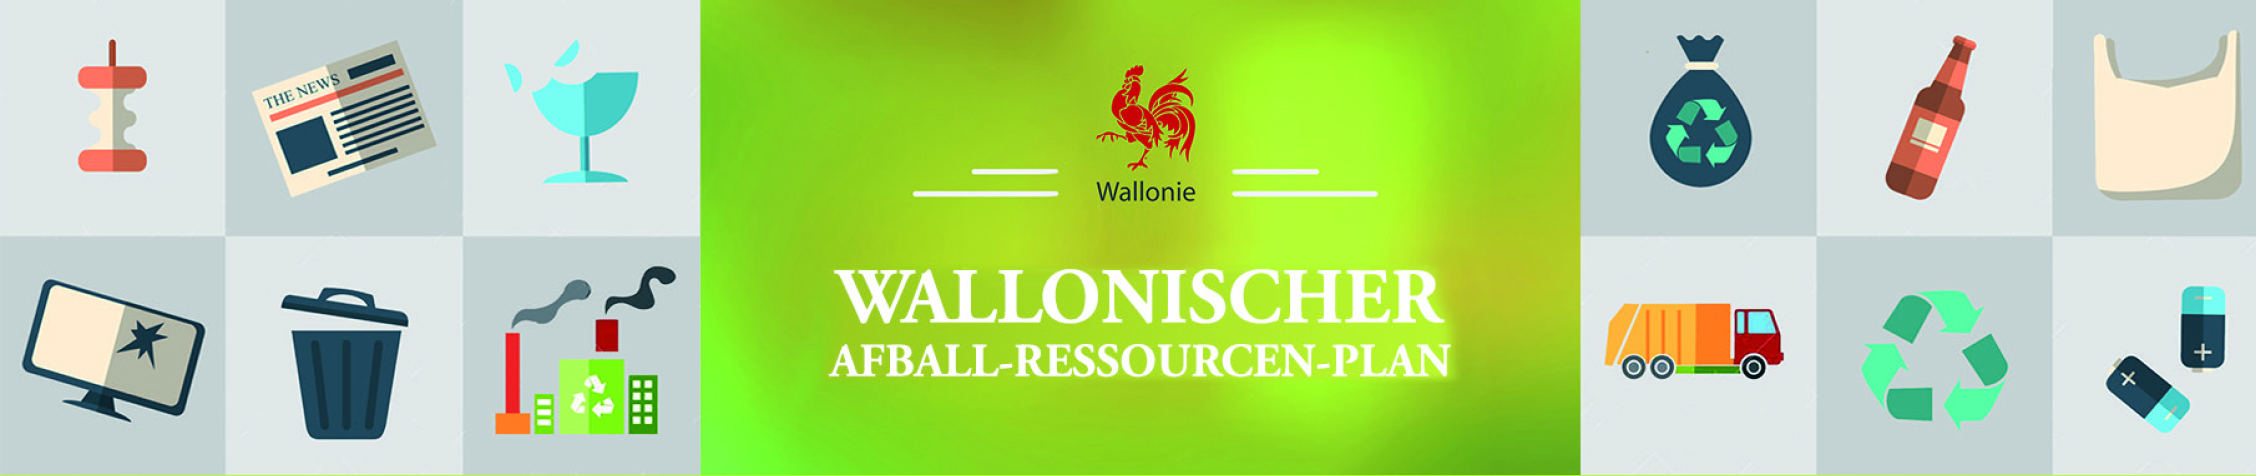 THE NEWS
Wallonie
WALLONISCHER
AFBALL-RESSOURCEN-PLAN